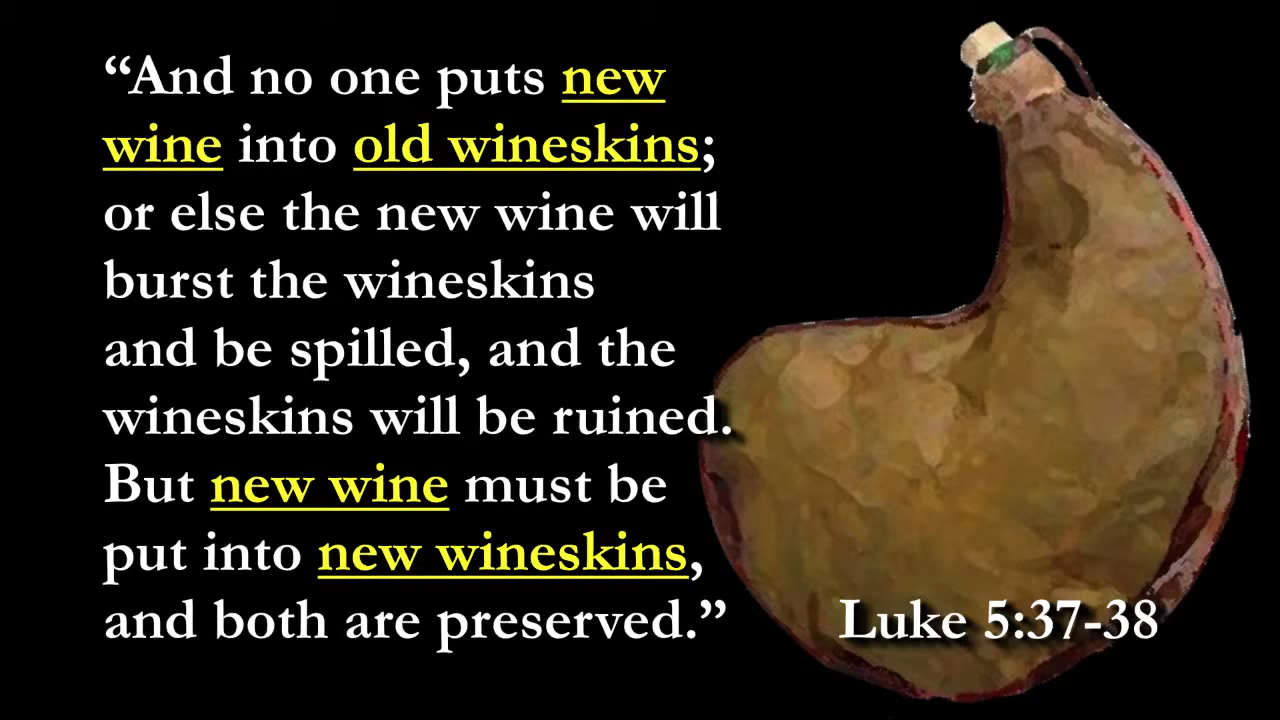 “And no one puts new
wine into old wineskins;
or else the new wine will
burst the wineskins
and be spilled, and the
wineskins will be ruined.
But new wine must be
put into new wineskins,
and both are preserved.”
Luke 5:37-38